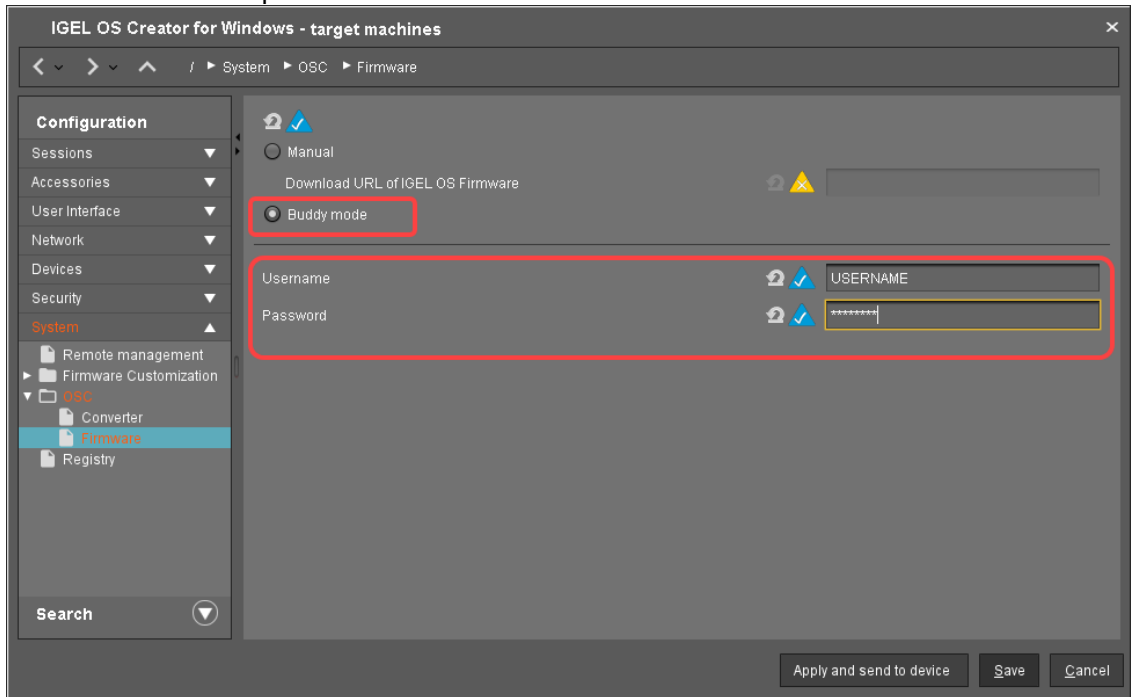 IGEL OS Creator for Windows - target machines
/ System OSC Firmware
Configuration
Sessions
Accessories
User Interface
Network
Devices
Security
System
Remote management
Firmware Customization
OSC
Converter
Firmware
Registry
Search
Manual
Download URL of IGEL OS Firmware
Buddy mode
Username USERNAME
Password ********
Apply and send to device Save Cancel